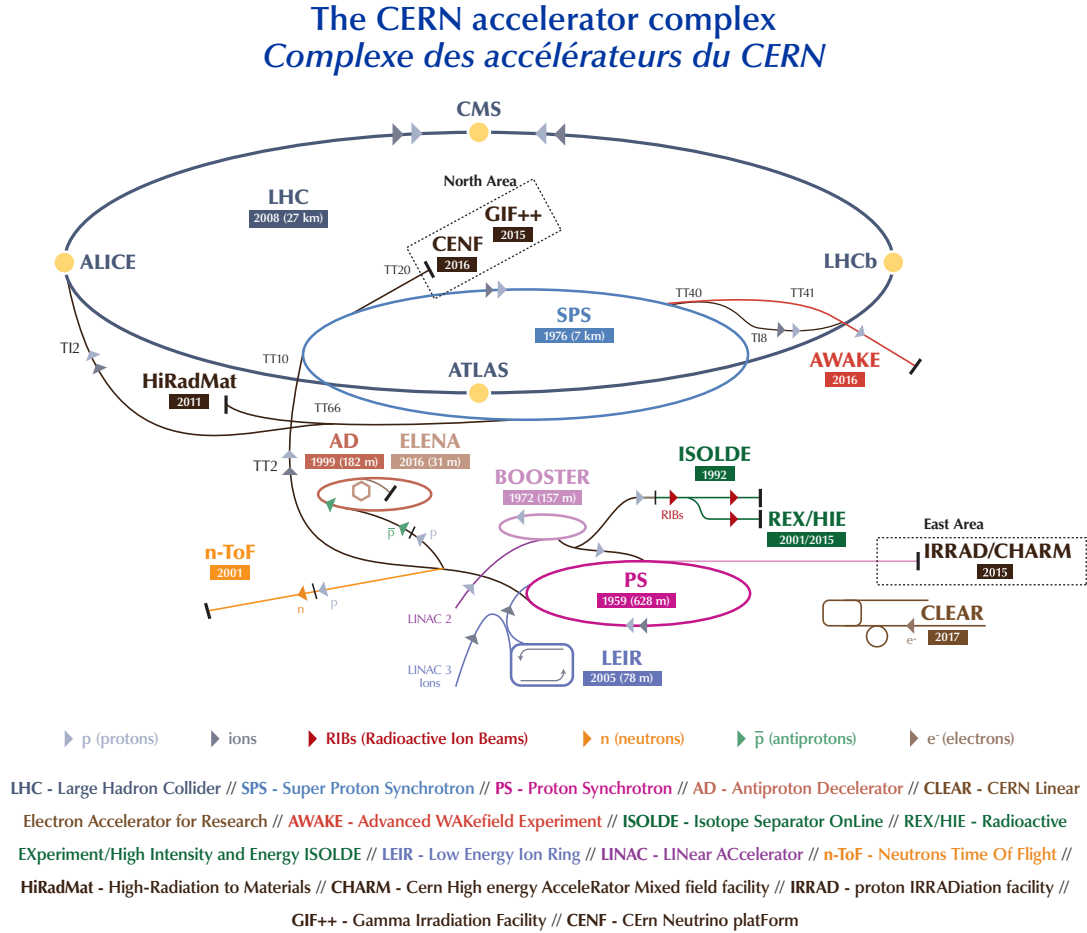 The CERN accelerator complex
Complexe des accélérateurs du CERN
CMS
North Area
LHC
2008 (27 km)
GIF++
2015
CENF
2016
ALICE
LHCb
TT20
TT40
TT41
SPS
1976 (7 km)
TI2
TI8
TT10
ATLAS
AWAKE
2016
HiRadMat
2011
TT66
AD
1999 (182 m)
ELENA
2016 (31 m)
TT2
BOOSTER
1972 (157 m)
ISOLDE
1992
RIBs
REX/HIE
2001/2015
East Area
p̅
p
n-ToF
2001
IRRAD/CHARM
2015
PS
1959 (628 m)
n
p
LINAC 2
CLEAR
2017
e-
LINAC 3
Ions
LEIR
2005 (78 m)
p (protons)
ions
RIBs (Radioactive Ion Beams)
n (neutrons)
p̅ (antiprotons)
e- (electrons)
LHC - Large Hadron Collider // SPS - Super Proton Synchrotron // PS - Proton Synchrotron // AD - Antiproton Decelerator // CLEAR - CERN Linear
Electron Accelerator for Research // AWAKE - Advanced WAKefield Experiment // ISOLDE - Isotope Separator OnLine // REX/HIE - Radioactive
EXperiment/High Intensity and Energy ISOLDE // LEIR - Low Energy Ion Ring // LINAC - LINear ACcelerator // n-ToF - Neutrons Time Of Flight //
HiRadMat - High-Radiation to Materials // CHARM - Cern High energy AcceleRator Mixed field facility // IRRAD - proton IRRADiation facility //
GIF++ - Gamma Irradiation Facility // CENF - CErn Neutrino platForm